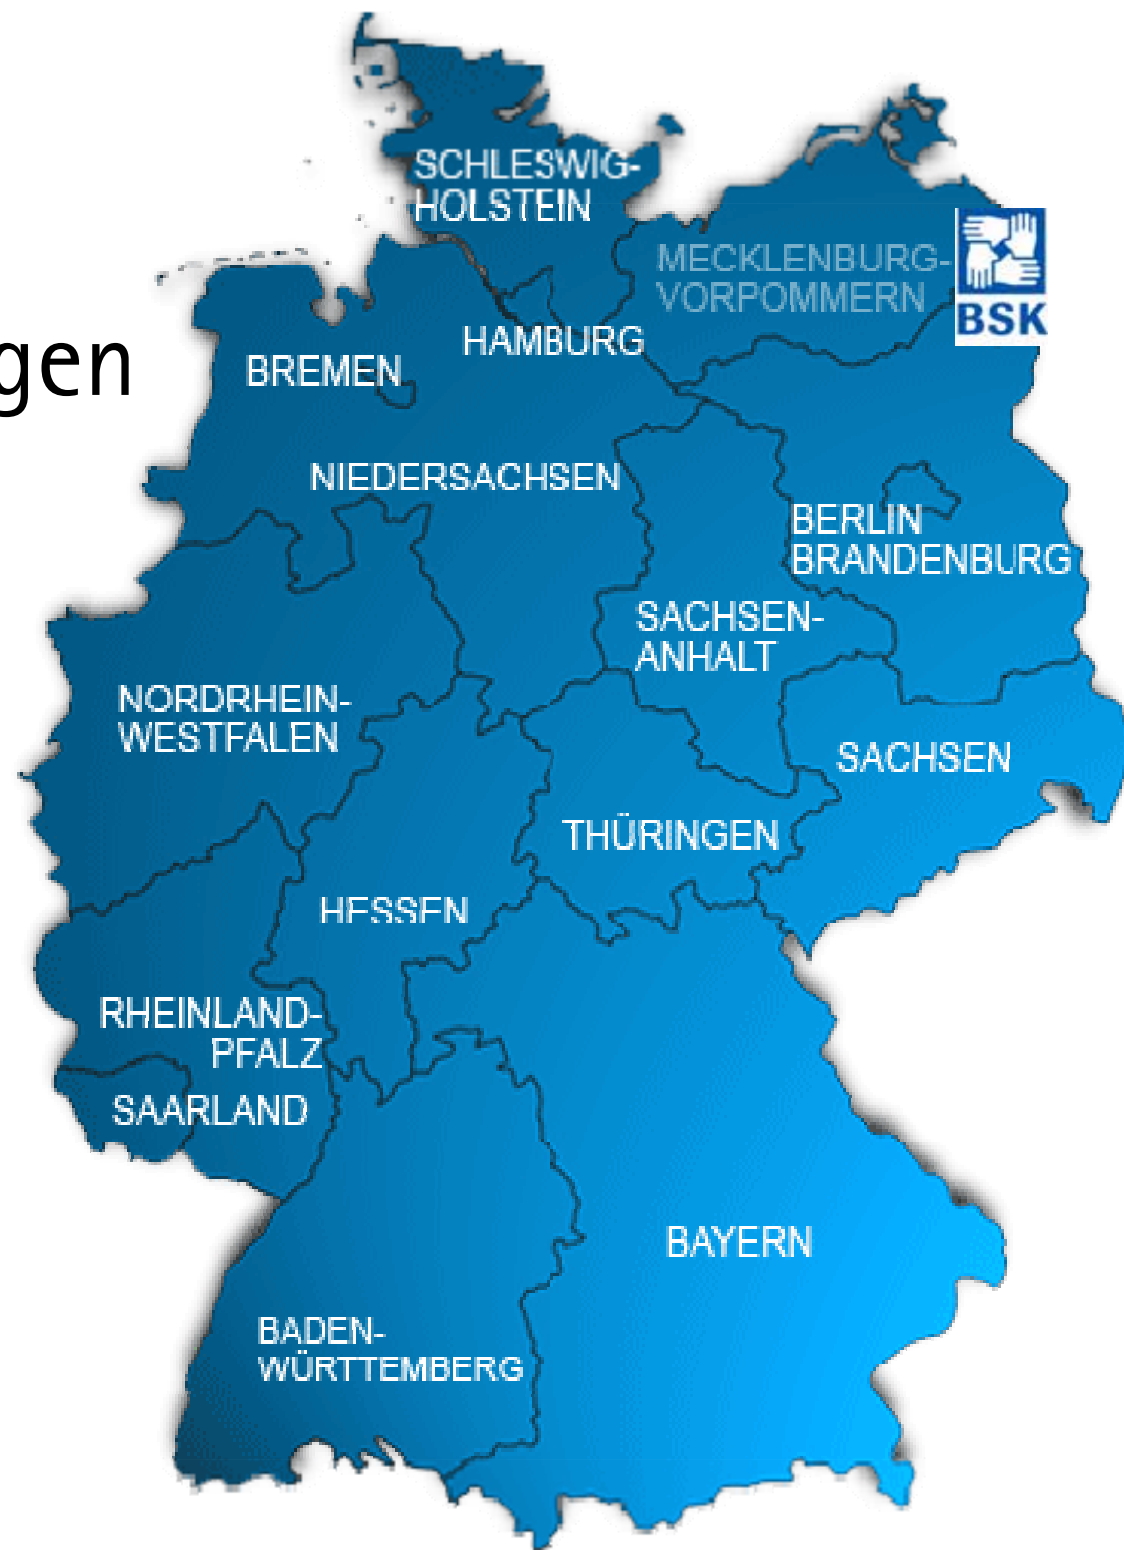 SCHLESWIG-
HOLSTEIN
MECKLENBURG-
VORPOMMERN
BSK
HAMBURG
gen
BREMEN
NIEDERSACHSEN
BERLIN
BRANDENBURG
SACHSEN-
ANHALT
NORDRHEIN-
WESTFALEN
SACHSEN
THÜRINGEN
HESSEN
RHEINLAND-
PFALZ
SAARLAND
BAYERN
BADEN-
WÜRTTEMBERG